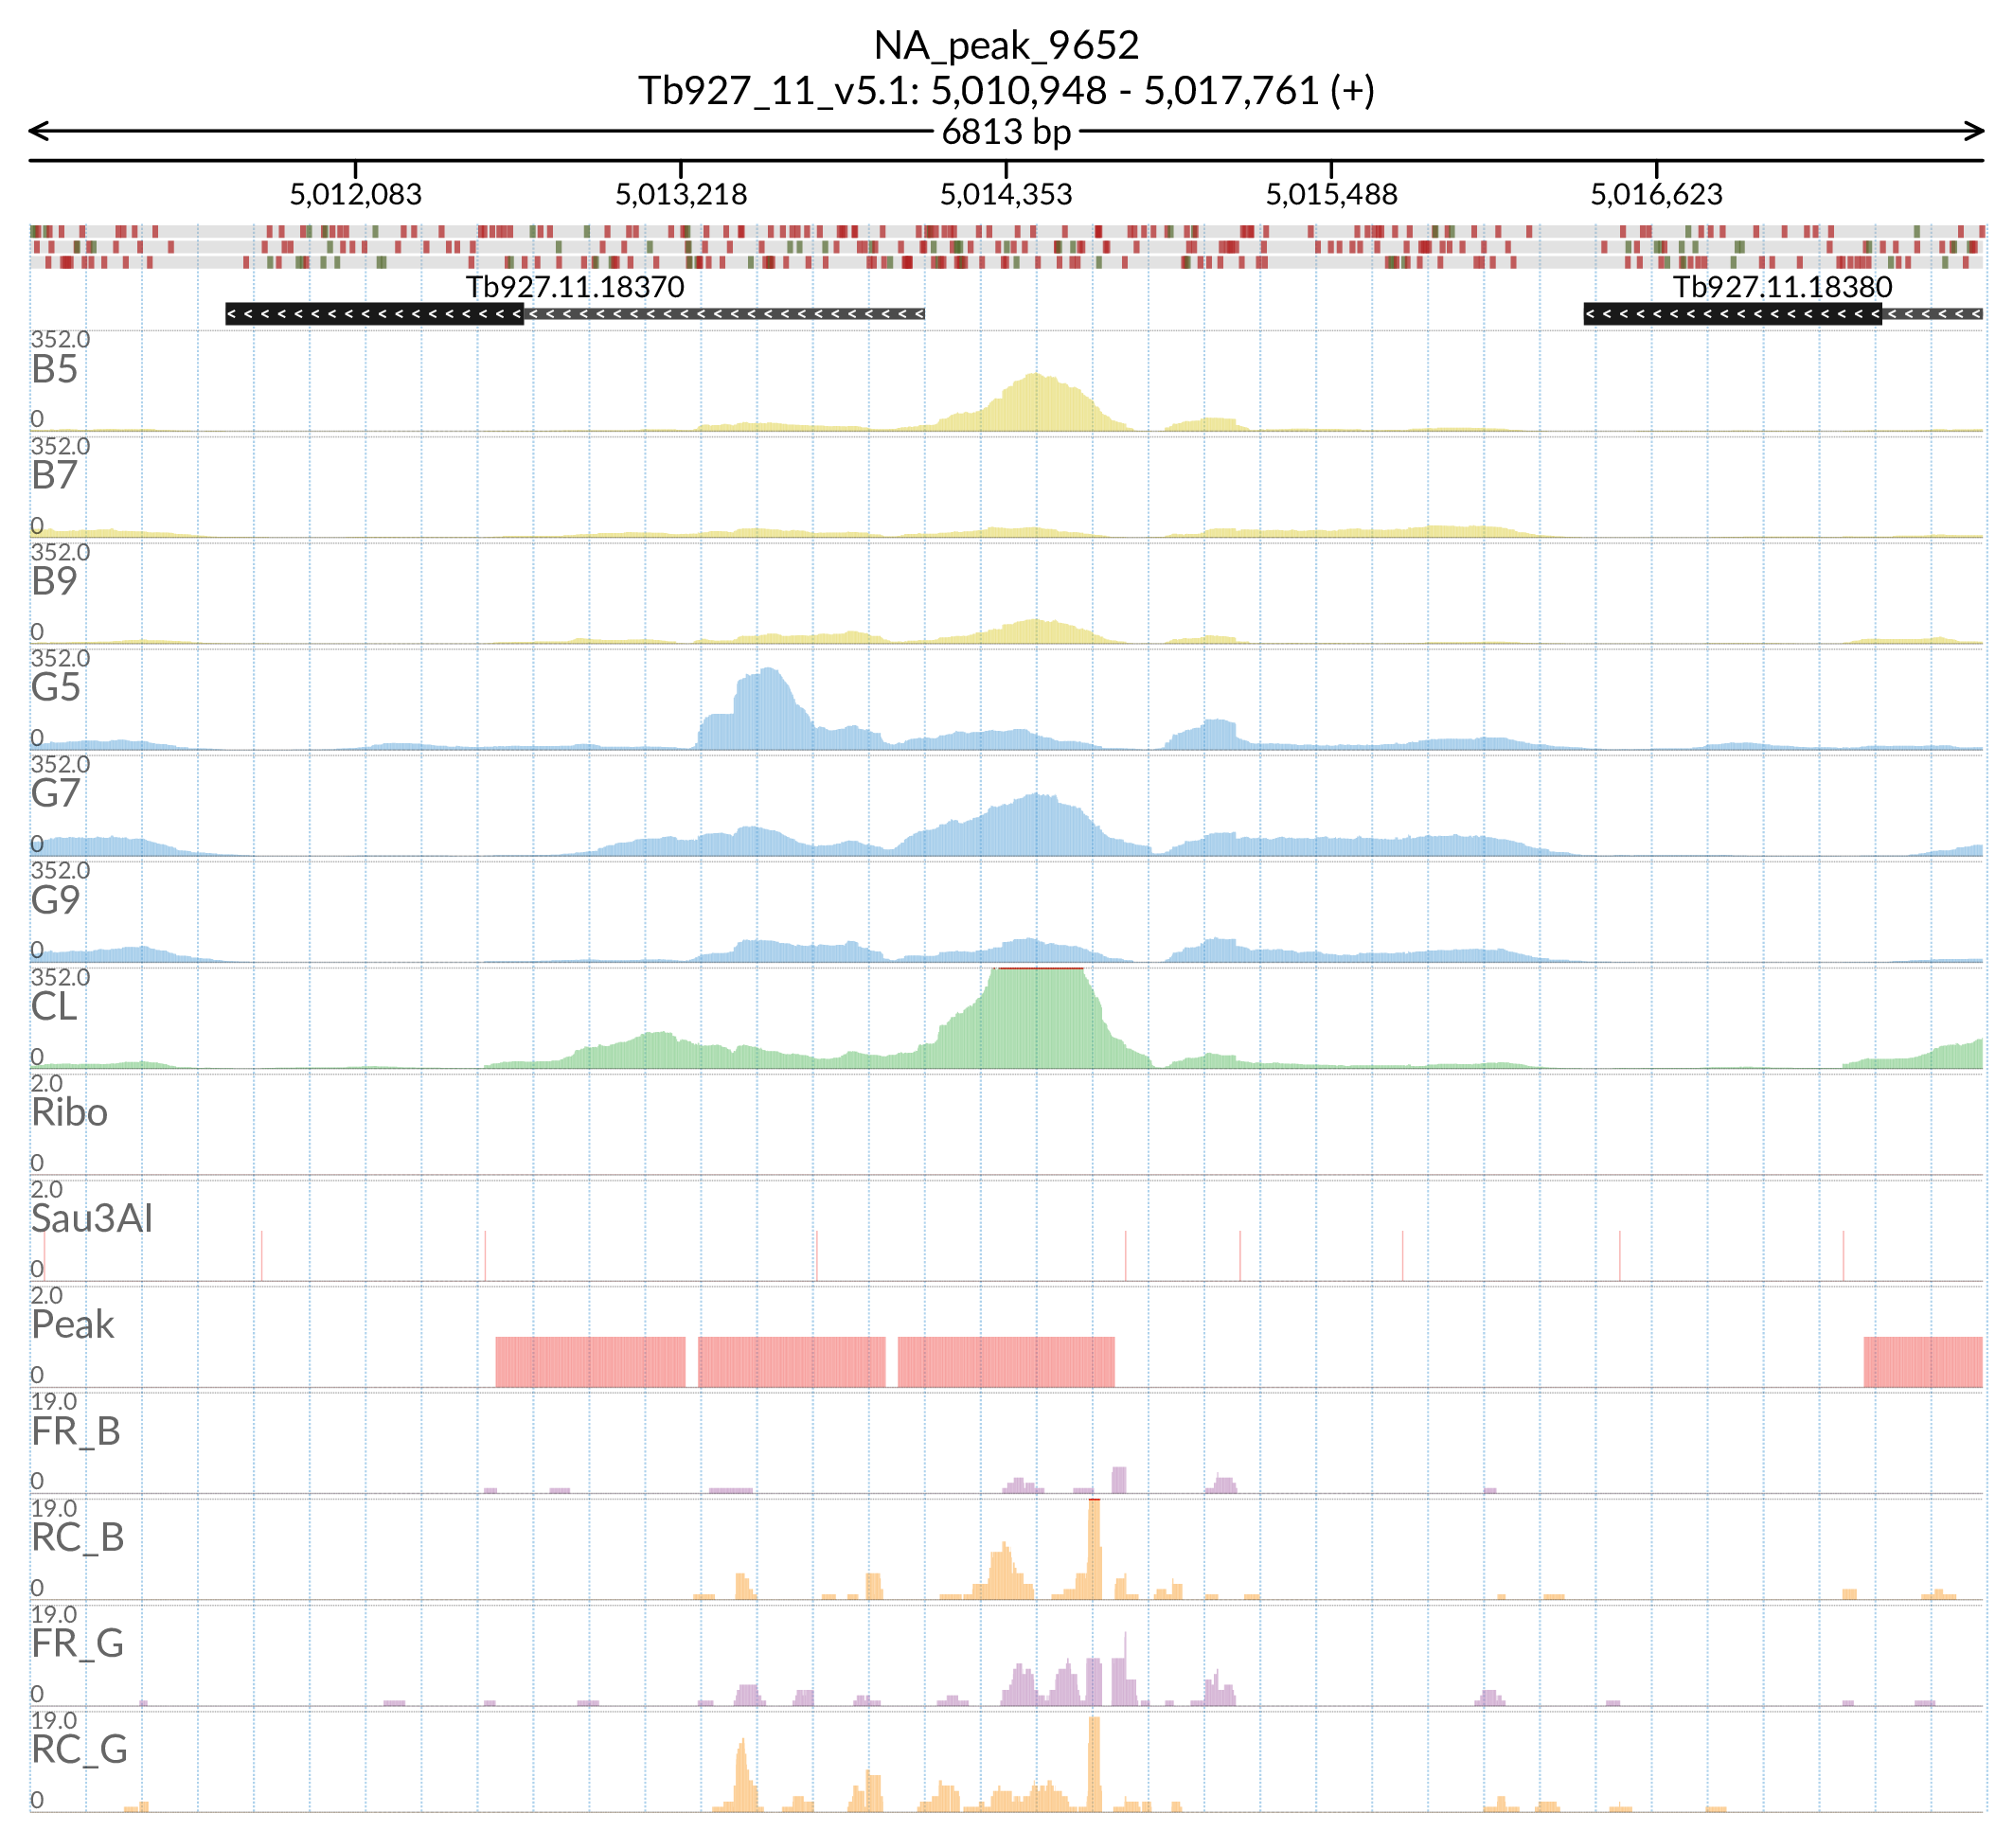 NA_peak_9652
Tb927_11_v5.1: 5,010,948 - 5,017,761 (+)
6813 bp
5,012,083 5,013,218 5,014,353 5,015,488 5,016,623
Tb927.11.18370 Tb927.11.18380
352.0
B5
0
352.0
B7
0
352.0
B9
0
352.0
G5
0
352.0
G7
0
352.0
G9
0
352.0
CL
0
2.0
Ribo
0
2.0
Sau3AI
0
2.0
Peak
0
19.0
FR_B
0
19.0
RC_B
0
19.0
FR_G
0
19.0
RC_G
0